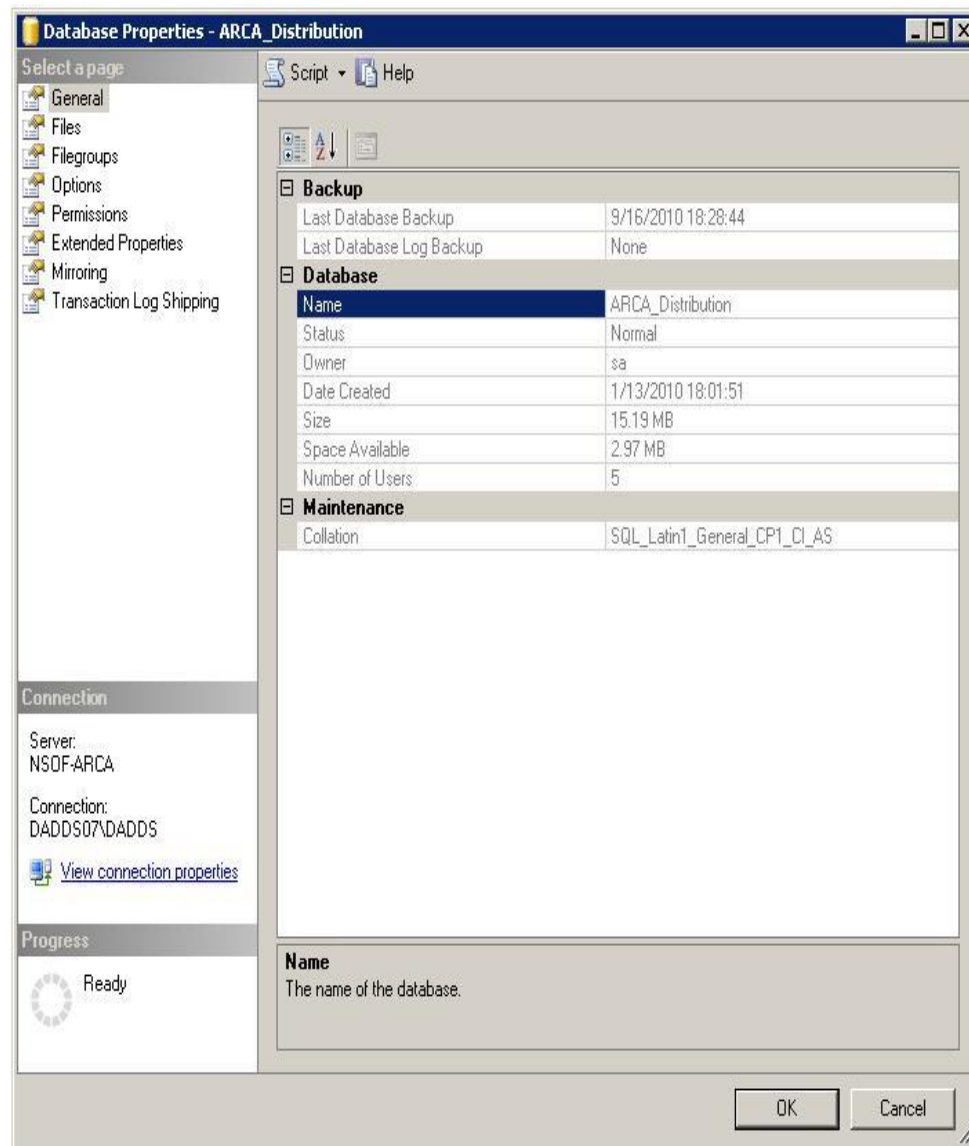 Database Properties - ARCA_Distribution
Select a page
General
Files
Filegroups
Options
Permissions
Extended Properties
Mirroring
Transaction Log Shipping
Script
Help
Backup
Last Database Backup 9/16/2010 18:28:44
Last Database Log Backup None
Database
Name ARCA_Distribution
Status Normal
Owner sa
Date Created 1/13/2010 18:01:51
Size 15.19 MB
Space Available 2.97 MB
Number of Users 5
Maintenance
Collation SQL_Latin1_General_CP1_CI_AS
Connection
Server:
NSOF-ARCA
Connection:
DADDS07\DADDS
View connection properties
Progress
Ready
Name
The name of the database.
OK
Cancel